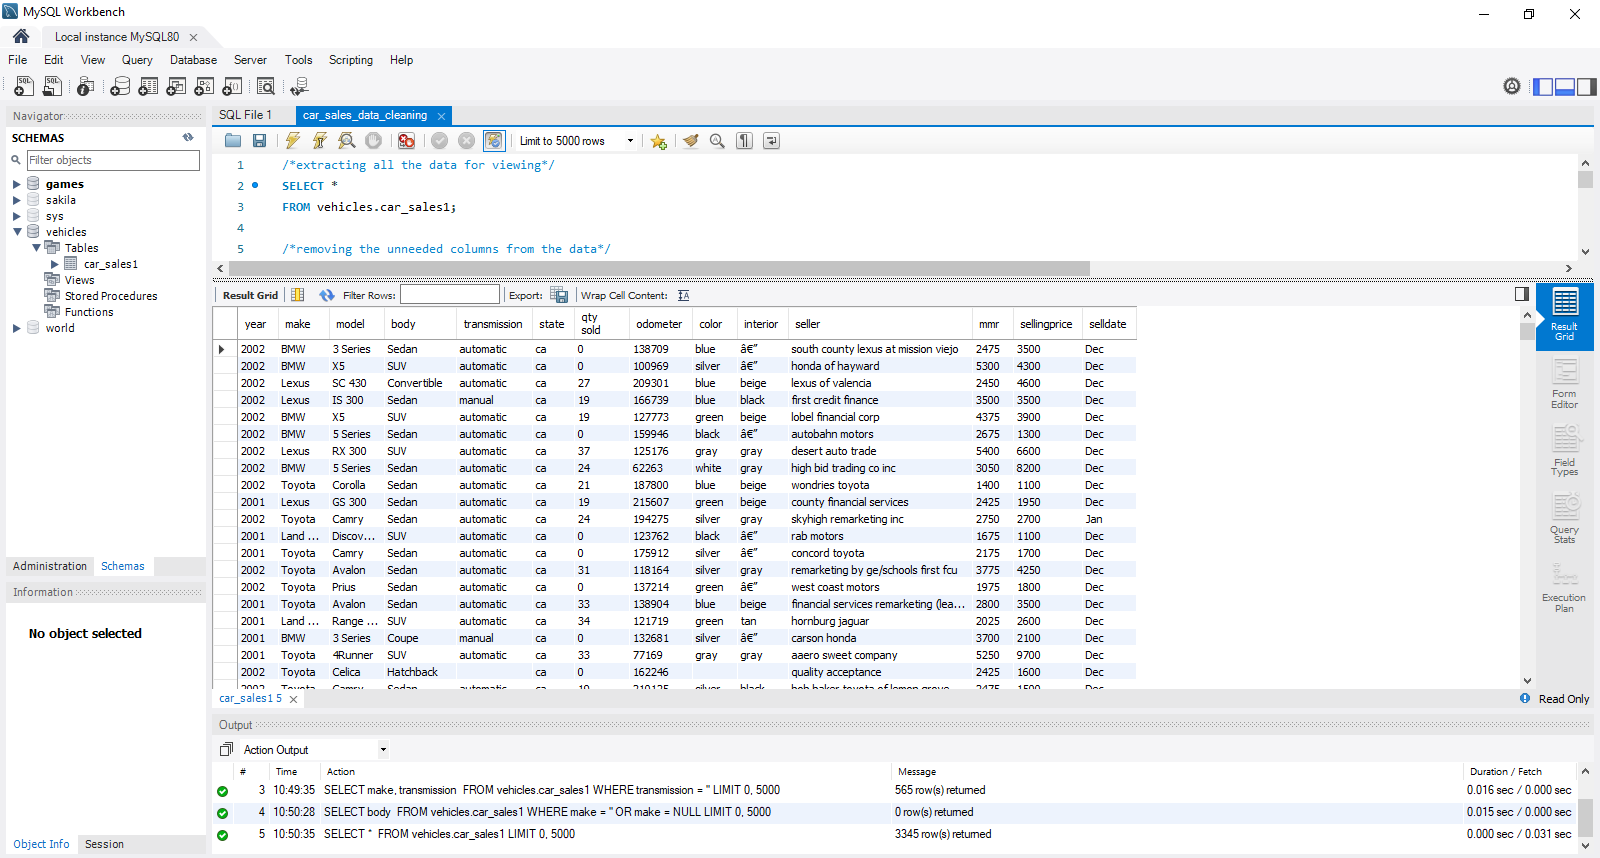 MySQL Workbench
Local instance MySQL80
File Edit View Query Database Server Tools Scripting Help
Navigator
SCHEMAS
Filter objects
games
sakila
sys
vehicles
Tables
car_sales1
Views
Stored Procedures
Functions
world
Administration Schemas
Information
No object selected
Object Info Session
SQL File 1 car_sales_data_cleaning
Limit to 5000 rows
1 /*extracting all the data for viewing*/
2 SELECT *
3 FROM vehicles.car_sales1;
4
5 /*removing the unneeded columns from the data*/
Result Grid Filter Rows: Export: Wrap Cell Content:
year make model body transmission state qty sold odometer color interior seller mmr sellingprice selldate
2002 BMW 3 Series Sedan automatic ca 0 138709 blue â€” south county lexus at mission viejo 2475 3500 Dec
2002 BMW X5 SUV automatic ca 0 100969 silver â€” honda of hayward 5300 4300 Dec
2002 Lexus SC 430 Convertible automatic ca 27 209301 blue beige lexus of valencia 2450 4600 Dec
2002 Lexus IS 300 Sedan manual ca 19 166739 blue black first credit finance 3500 3500 Dec
2002 BMW X5 SUV automatic ca 19 127773 green beige lobel financial corp 4375 3900 Dec
2002 BMW 5 Series Sedan automatic ca 0 159946 black â€” autobahn motors 2675 1300 Dec
2002 Lexus RX 300 SUV automatic ca 37 125176 gray gray desert auto trade 5400 6600 Dec
2002 BMW 5 Series Sedan automatic ca 24 62263 white gray high bid trading co inc 3050 8200 Dec
2002 Toyota Corolla Sedan automatic ca 21 187800 blue beige wondries toyota 1400 1100 Dec
2001 Lexus GS 300 Sedan automatic ca 19 215607 green beige county financial services 2425 1950 Dec
2002 Toyota Camry Sedan automatic ca 24 194275 silver gray skyhigh remarketing inc 2750 2700 Jan
2001 Land ... Discov... SUV automatic ca 0 123762 black â€” rab motors 1675 1100 Dec
2001 Toyota Camry Sedan automatic ca 0 175912 silver â€” concord toyota 2175 1700 Dec
2001 Toyota Avalon Sedan automatic ca 31 118164 silver gray remarketing by ge/schools first fcu 3775 4250 Dec
2002 Toyota Prius Sedan automatic ca 0 137214 green â€” west coast motors 1975 1800 Dec
2001 Toyota Avalon Sedan automatic ca 33 138904 blue beige financial services remarketing (lea... 2800 3500 Dec
2001 Land ... Range ... SUV automatic ca 34 121719 green tan hornburg jaguar 2025 2600 Dec
2001 BMW 3 Series Coupe manual ca 0 132681 silver â€” carson honda 3700 2100 Dec
2001 Toyota 4Runner SUV automatic ca 33 77169 gray gray aaero sweet company 5250 9700 Dec
2002 Toyota Celica Hatchback ca 0 162246 quality acceptance 2425 1600 Dec
2002 Toyota Camry Sedan automatic ca 19 210125 silver black bob baker toyota of lemon grove 2475 1500 Dec
Result Grid
Form Editor
Field Types
Query Stats
Execution Plan
car_sales1 5
Read Only
Output
Action Output
# Time Action Message Duration / Fetch
3 10:49:35 SELECT make, transmission FROM vehicles.car_sales1 WHERE transmission = '' LIMIT 0, 5000 565 row(s) returned 0.016 sec / 0.000 sec
4 10:50:28 SELECT body FROM vehicles.car_sales1 WHERE make = '' OR make = NULL LIMIT 0, 5000 0 row(s) returned 0.015 sec / 0.000 sec
5 10:50:35 SELECT * FROM vehicles.car_sales1 LIMIT 0, 5000 3345 row(s) returned 0.000 sec / 0.031 sec